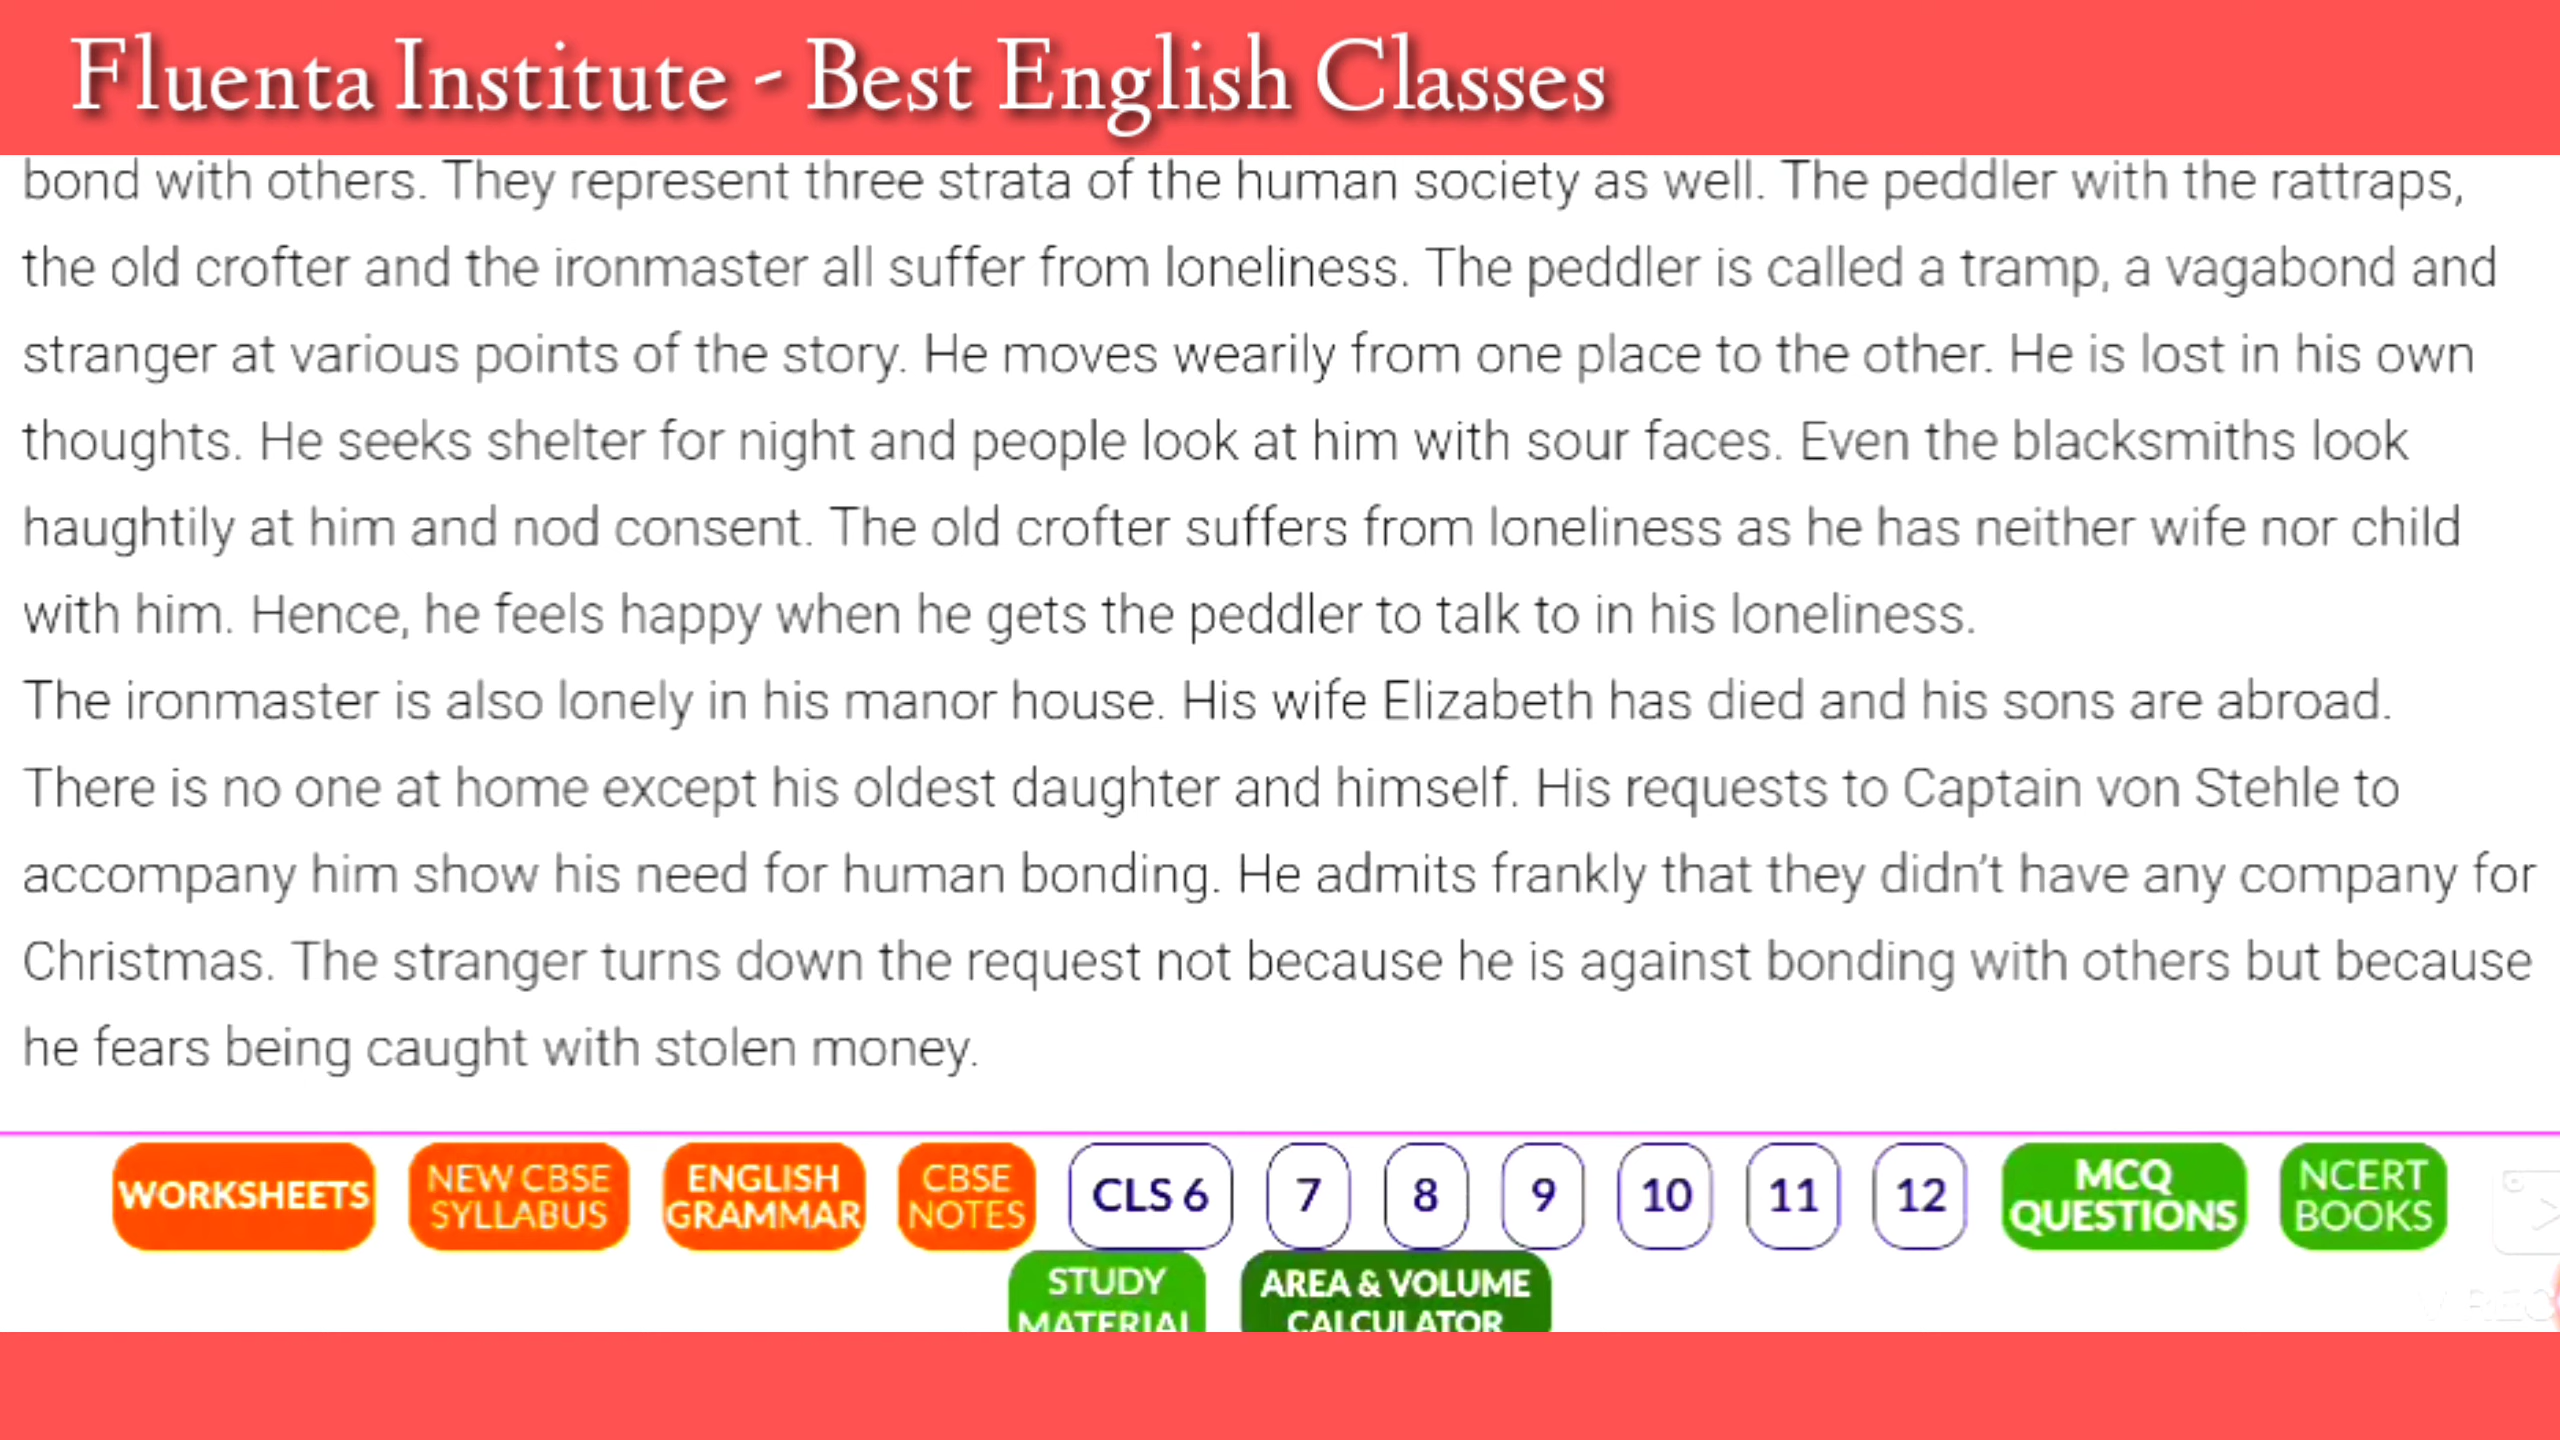 Fluenta Institute - Best English Classes
bond with others. They represent three strata of the human society as well. The peddler with the rattraps,
the old crofter and the ironmaster all suffer from loneliness. The peddler is called a tramp, a vagabond and
stranger at various points of the story. He moves wearily from one place to the other. He is lost in his own
thoughts. He seeks shelter for night and people look at him with sour faces. Even the blacksmiths look
haughtily at him and nod consent. The old crofter suffers from loneliness as he has neither wife nor child
with him. Hence, he feels happy when he gets the peddler to talk to in his loneliness.
The ironmaster is also lonely in his manor house. His wife Elizabeth has died and his sons are abroad.
There is no one at home except his oldest daughter and himself. His requests to Captain von Stehle to
accompany him show his need for human bonding. He admits frankly that they didn't have any company for
Christmas. The stranger turns down the request not because he is against bonding with others but because
he fears being caught with stolen money.
WORKSHEETS
NEW CBSE
SYLLABUS
ENGLISH
GRAMMAR
CBSE
NOTES
CLS 6
7
8
9
10
11
12
MCQ
QUESTIONS
NCERT
BOOKS
STUDY
MATERIAL
AREA & VOLUME
CALCULATOR